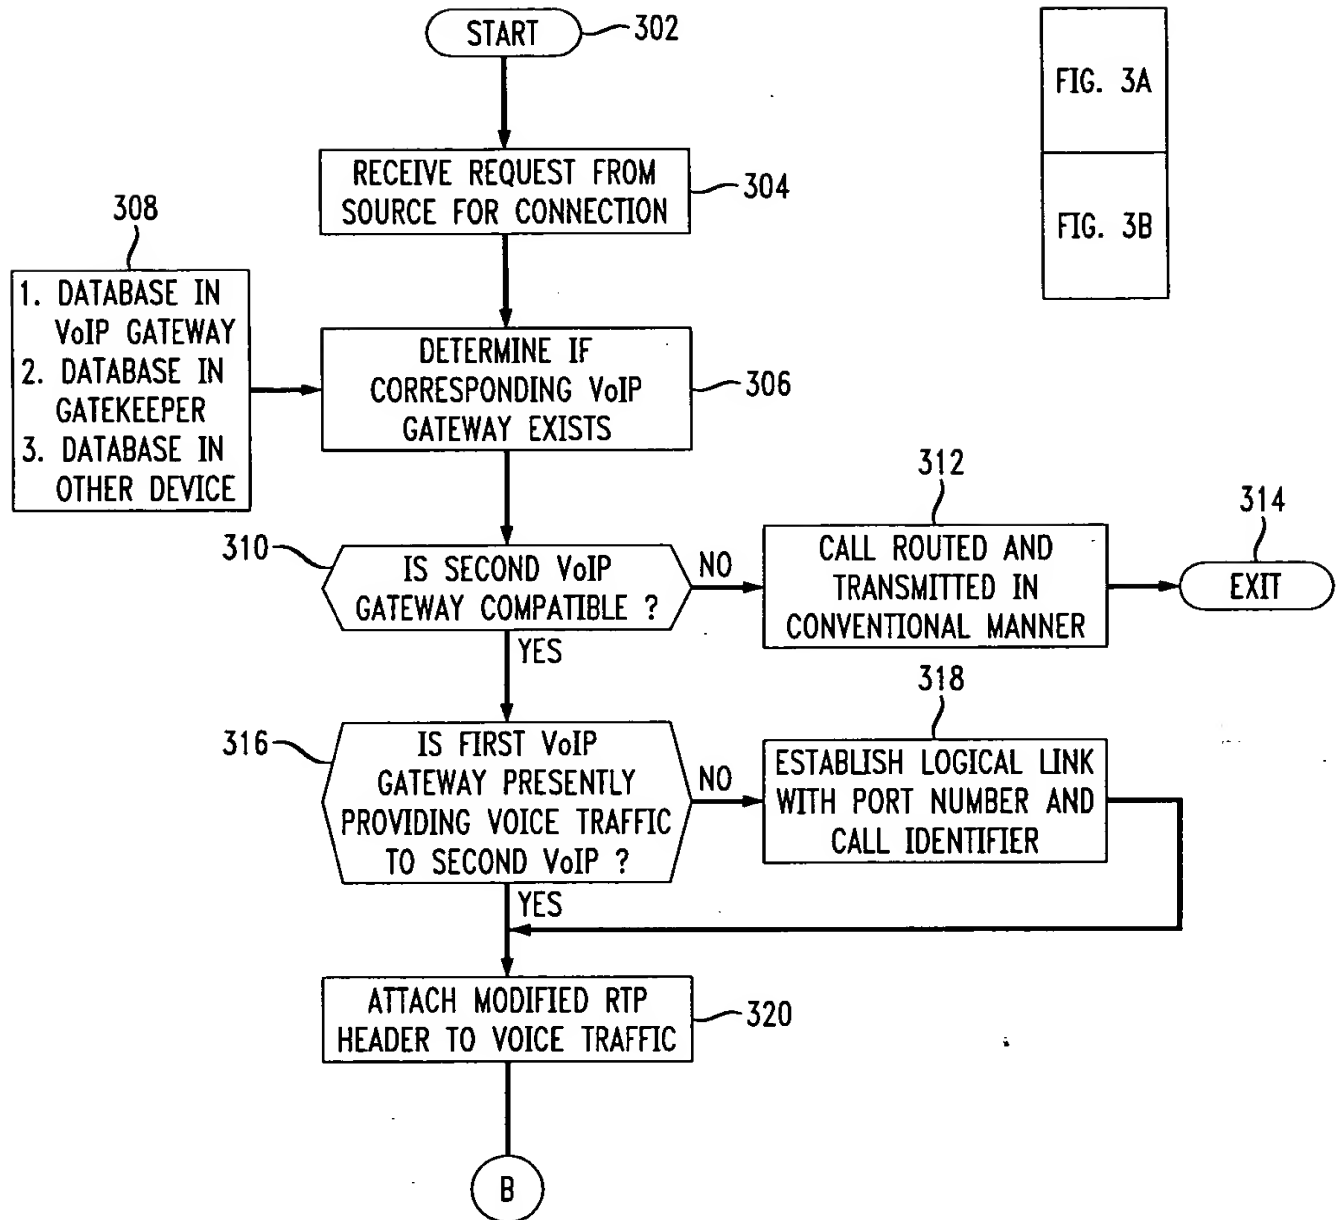 START
302
FIG. 3A
FIG. 3B
RECEIVE REQUEST FROM
SOURCE FOR CONNECTION
304
308
1. DATABASE IN
VoIP GATEWAY
2. DATABASE IN
GATEKEEPER
3. DATABASE IN
OTHER DEVICE
DETERMINE IF
CORRESPONDING VoIP
GATEWAY EXISTS
306
310
IS SECOND VoIP
GATEWAY COMPATIBLE ?
NO
YES
312
CALL ROUTED AND
TRANSMITTED IN
CONVENTIONAL MANNER
314
EXIT
316
IS FIRST VoIP
GATEWAY PRESENTLY
PROVIDING VOICE TRAFFIC
TO SECOND VoIP ?
NO
YES
318
ESTABLISH LOGICAL LINK
WITH PORT NUMBER AND
CALL IDENTIFIER
ATTACH MODIFIED RTP
HEADER TO VOICE TRAFFIC
320
B